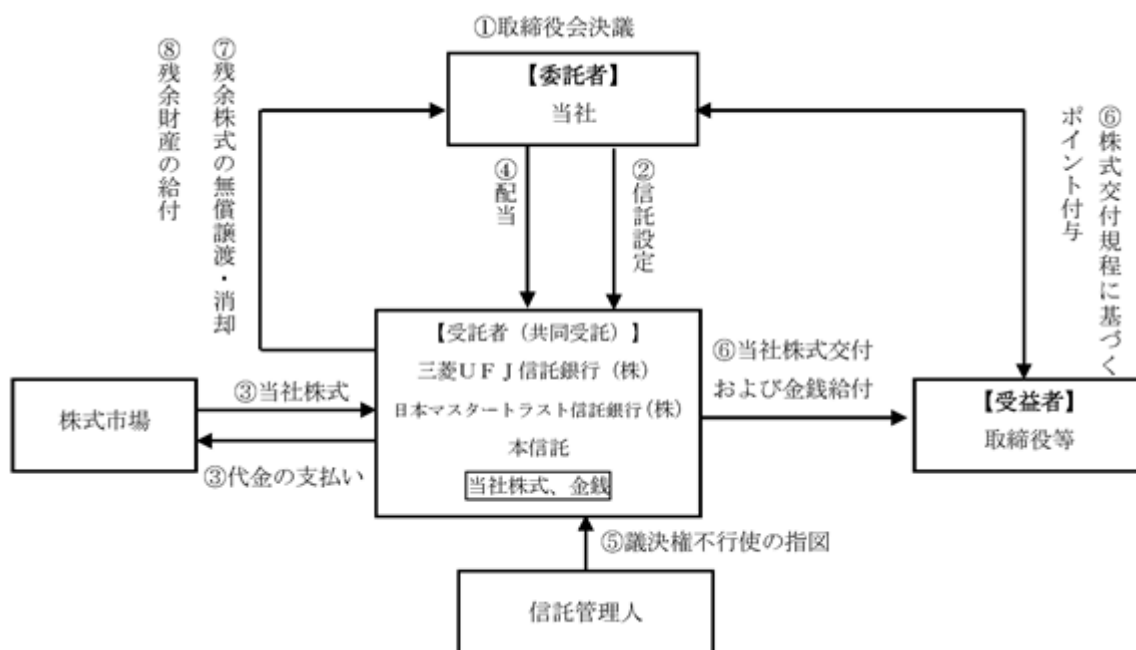 ①取締役会決議
【委託者】
当社
⑧残余財産の給付
⑦残余株式の無償譲渡・消却
④配当
②信託設定
⑥株式交付規程に基づく
ポイント付与
【受託者（共同受託）】
三菱ＵＦＪ信託銀行（株）
日本マスタートラスト信託銀行(株)
本信託
当社株式、金銭
株式市場
③当社株式
③代金の支払い
⑥当社株式交付
および金銭給付
【受益者】
取締役等
⑤議決権不行使の指図
信託管理人